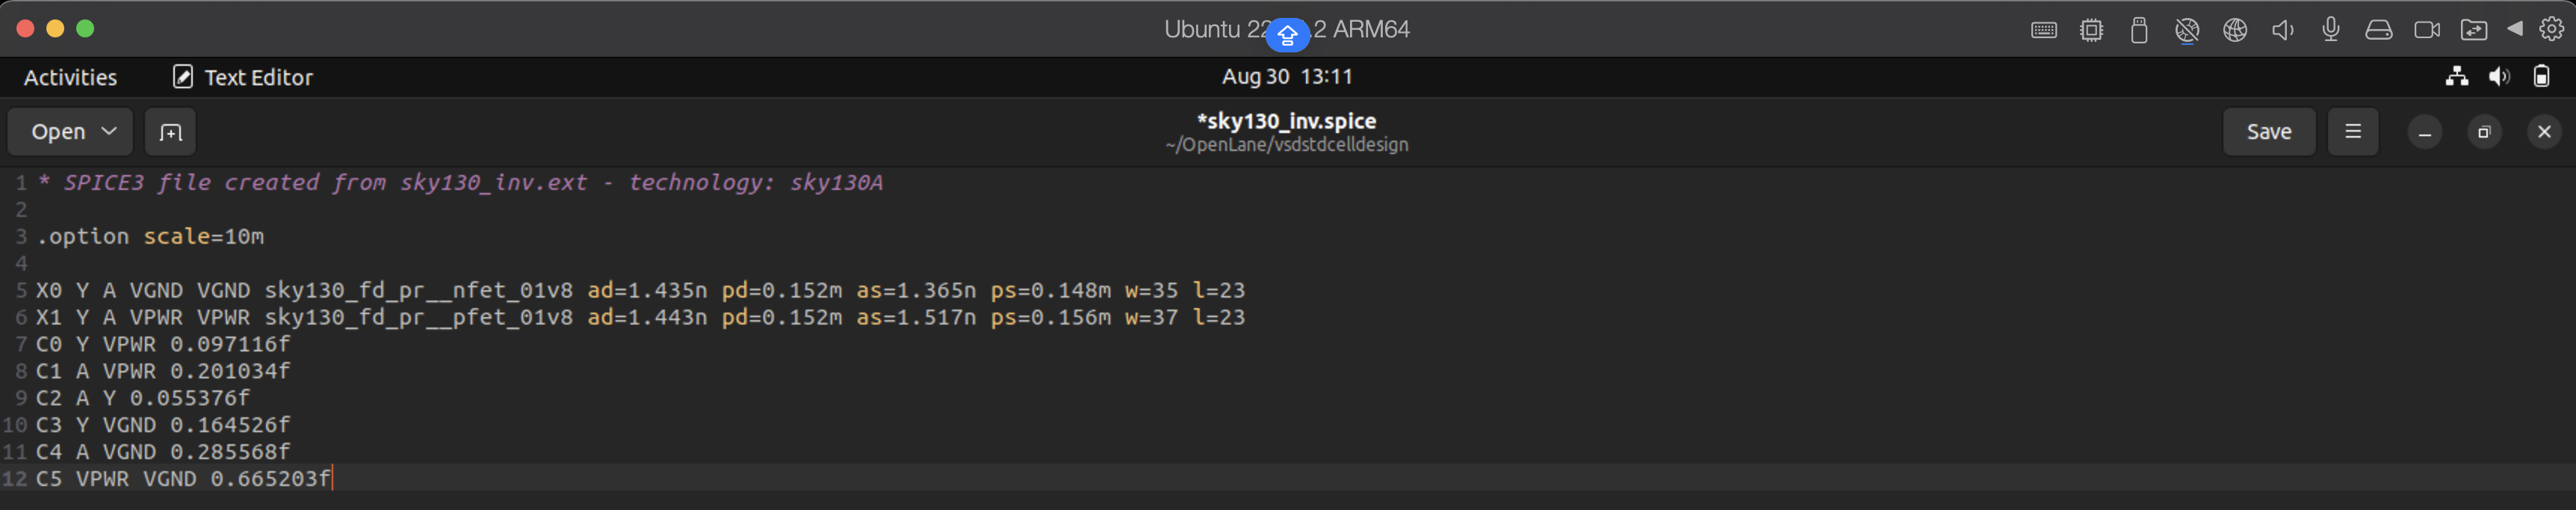 Ubuntu 22 .2 ARM64
Activities Text Editor Aug 30 13:11
Open *sky130_inv.spice Save
~/OpenLane/vsdstdcelldesign
1 * SPICE3 file created from sky130_inv.ext - technology: sky130A
2
3 .option scale=10m
4
5 X0 Y A VGND VGND sky130_fd_pr__nfet_01v8 ad=1.435n pd=0.152m as=1.365n ps=0.148m w=35 l=23
6 X1 Y A VPWR VPWR sky130_fd_pr__pfet_01v8 ad=1.443n pd=0.152m as=1.517n ps=0.156m w=37 l=23
7 C0 Y VPWR 0.097116f
8 C1 A VPWR 0.201034f
9 C2 A Y 0.055376f
10 C3 Y VGND 0.164526f
11 C4 A VGND 0.285568f
12 C5 VPWR VGND 0.665203f